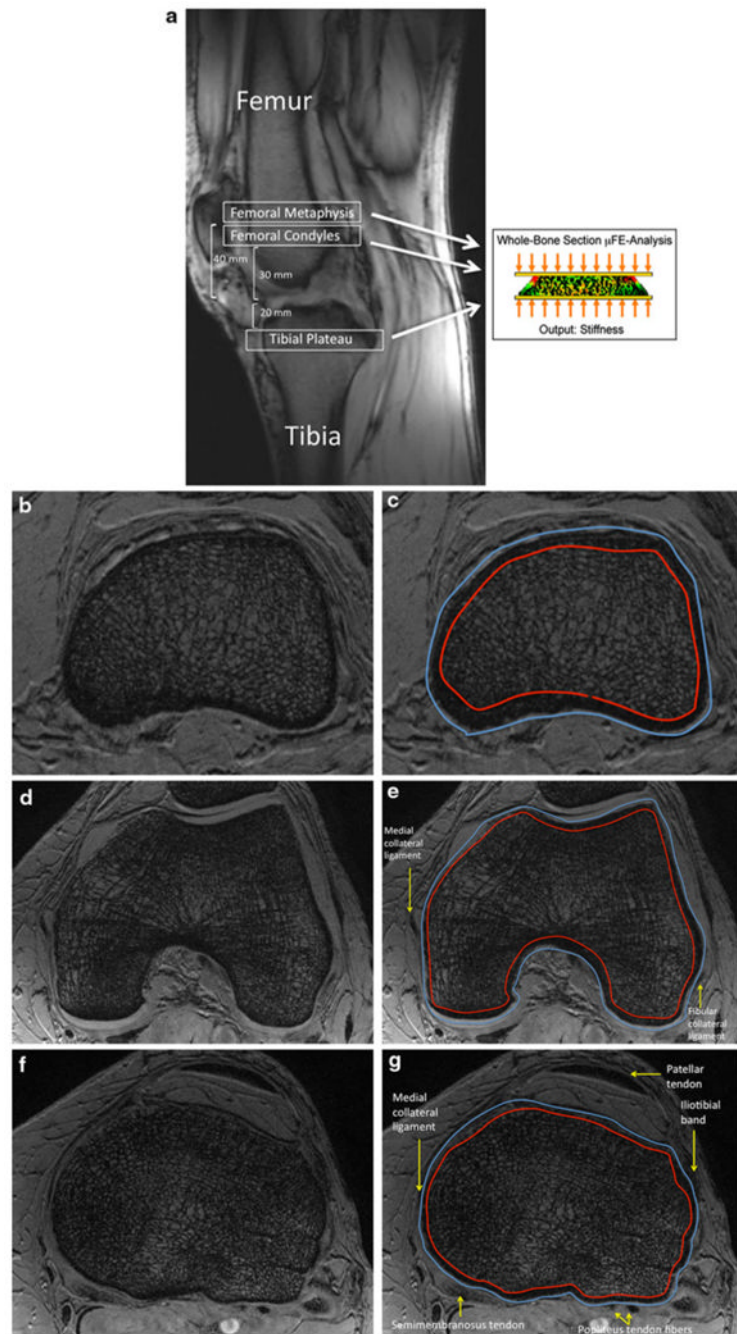 a
Femur
Femoral Metaphysis
Femoral Condyles
40 mm
30 mm
20 mm
Tibial Plateau
Tibia
Whole-Bone Section µFE-Analysis
Output: Stiffness
b
c
d
e
Medial
collateral
ligament
Fibular
collateral
ligament
f
g
Patellar
tendon
Medial
collateral
ligament
Iliotibial
band
Semimembranosus tendon
Popliteus tendon fibers